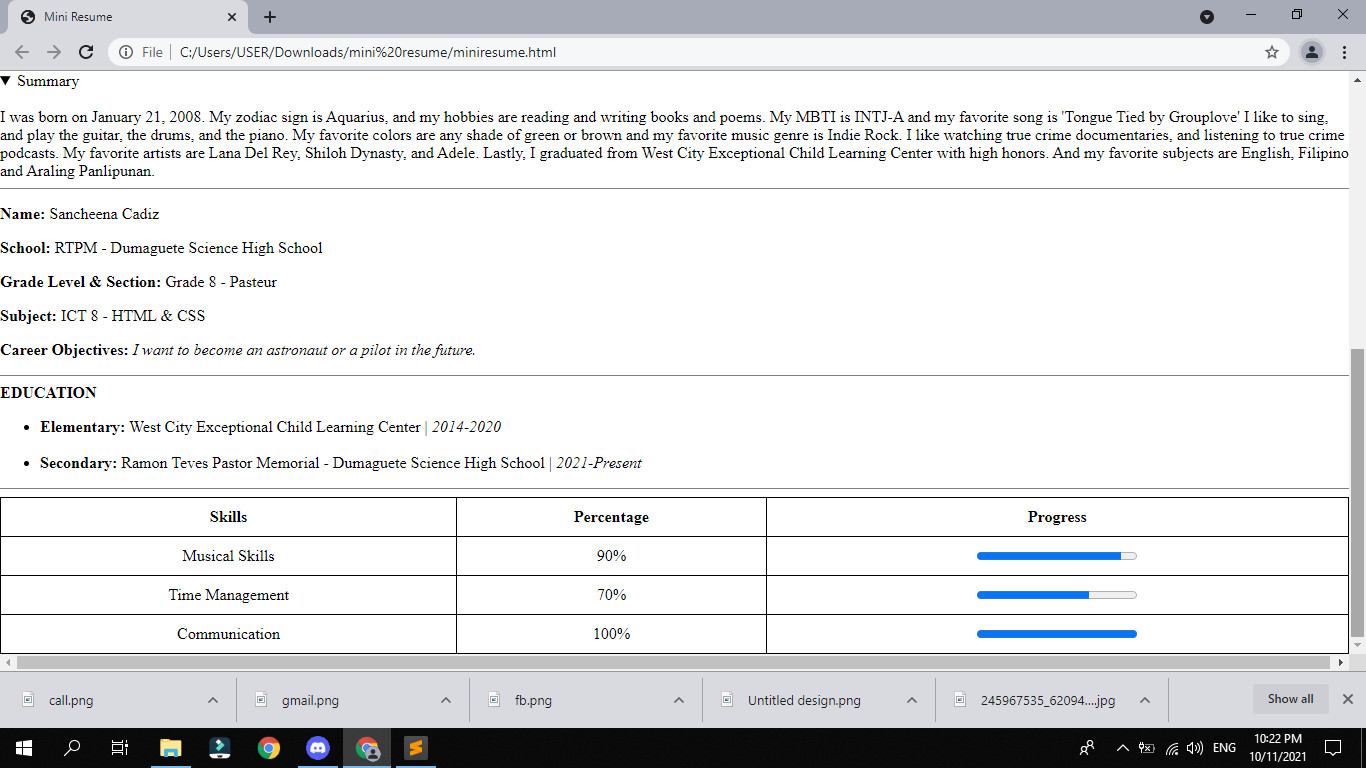 Mini Resume
File
C:/Users/USER/Downloads/mini%20resume/miniresume.html
Summary
I was born on January 21, 2008. My zodiac sign is Aquarius, and my hobbies are reading and writing books and poems. My MBTI is INTJ-A and my favorite song is 'Tongue Tied by Grouplove' I like to sing,
and play the guitar, the drums, and the piano. My favorite colors are any shade of green or brown and my favorite music genre is Indie Rock. I like watching true crime documentaries, and listening to true crime
podcasts. My favorite artists are Lana Del Rey, Shiloh Dynasty, and Adele. Lastly, I graduated from West City Exceptional Child Learning Center with high honors. And my favorite subjects are English, Filipino
and Araling Panlipunan.
Name: Sancheena Cadiz
School: RTPM - Dumaguete Science High School
Grade Level & Section: Grade 8 - Pasteur
Subject: ICT 8 - HTML & CSS
Career Objectives: I want to become an astronaut or a pilot in the future.
EDUCATION
Elementary: West City Exceptional Child Learning Center | 2014-2020
Secondary: Ramon Teves Pastor Memorial - Dumaguete Science High School | 2021-Present
Skills Percentage Progress
Musical Skills 90%
Time Management 70%
Communication 100%
call.png gmail.png fb.png Untitled design.png 245967535_62094....jpg Show all
ENG 10:22 PM
10/11/2021